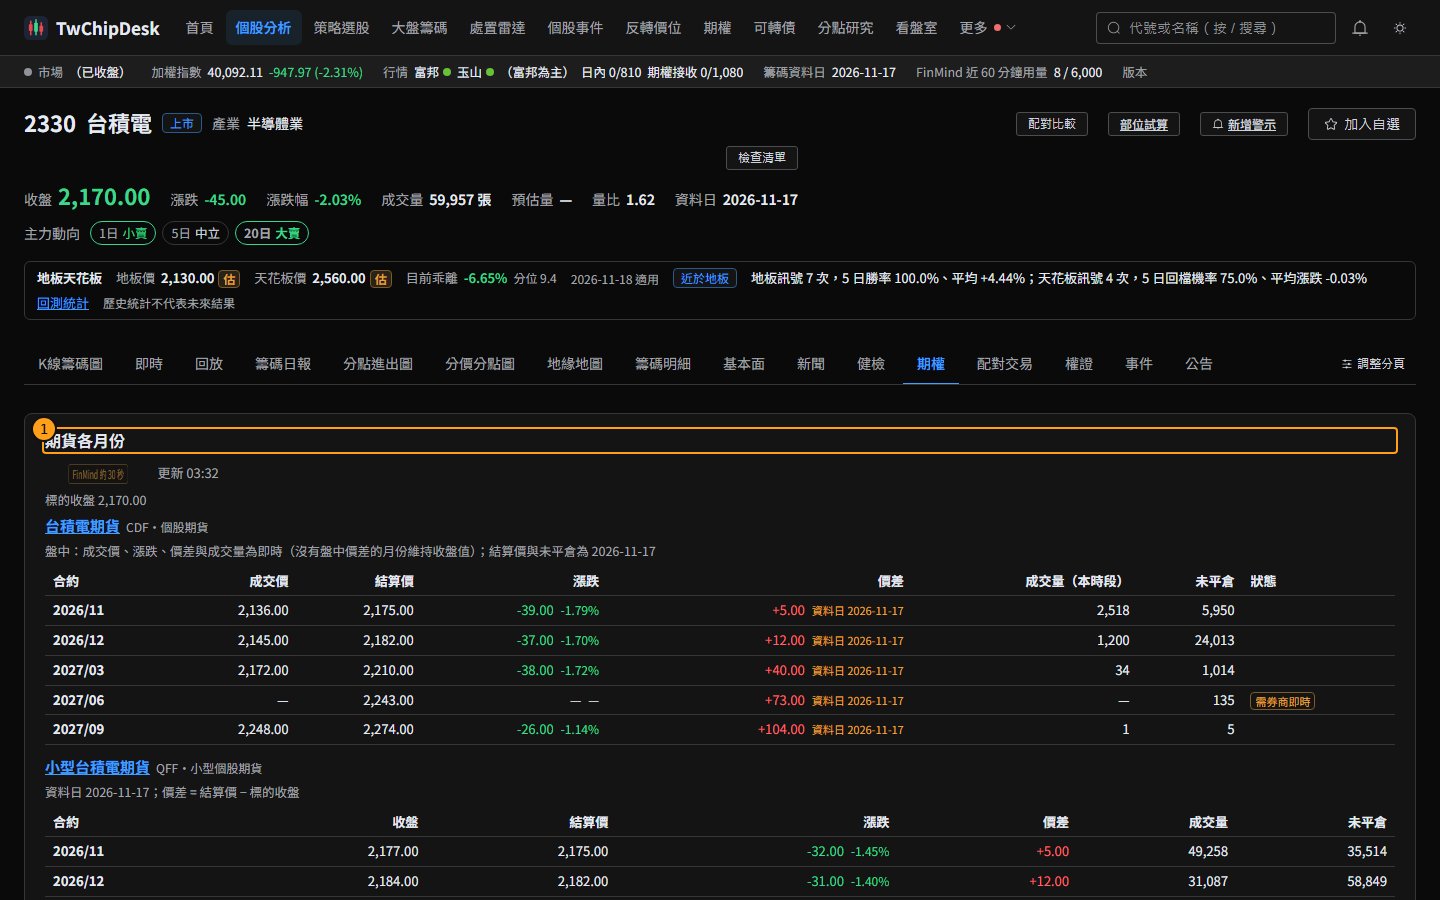 TwChipDesk 首頁 個股分析 策略選股 大盤籌碼 處置雷達 個股事件 反轉價位 期權 可轉債 分點研究 看盤室 更多 代號或名稱 ( 按 / 搜尋 )
市場 (已收盤) 加權指數 40,092.11 -947.97 (-2.31%) 行情 富邦 玉山 (富邦為主) 日內 0/810 期權接收 0/1,080 籌碼資料日 2026-11-17 FinMind 近 60 分鐘用量 8 / 6,000 版本
2330 台積電 上市 產業 半導體業 配對比較 部位試算 新增警示 加入自選
檢查清單
收盤 2,170.00 漲跌 -45.00 漲跌幅 -2.03% 成交量 59,957 張 預估量 — 量比 1.62 資料日 2026-11-17
主力動向 1日 小賣 5日 中立 20日 大賣
地板天花板 地板價 2,130.00 估 天花板價 2,560.00 估 目前乖離 -6.65% 分位 9.4 2026-11-18 適用 近於地板 地板訊號 7 次，5 日勝率 100.0%、平均 +4.44%；天花板訊號 4 次，5 日回檔機率 75.0%、平均漲跌 -0.03%
回測統計 歷史統計不代表未來結果
K線籌碼圖 即時 回放 籌碼日報 分點進出圖 分價分點圖 地緣地圖 籌碼明細 基本面 新聞 健檢 期權 配對交易 權證 事件 公告 調整分頁
1
期貨各月份
FinMind 約30秒 更新 03:32
標的收盤 2,170.00
台積電期貨 CDF・個股期貨
盤中：成交價、漲跌、價差與成交量為即時（沒有盤中價差的月份維持收盤值）；結算價與未平倉為 2026-11-17
合約 成交價 結算價 漲跌 價差 成交量（本時段） 未平倉 狀態
2026/11 2,136.00 2,175.00 -39.00 -1.79% +5.00 資料日 2026-11-17 2,518 5,950
2026/12 2,145.00 2,182.00 -37.00 -1.70% +12.00 資料日 2026-11-17 1,200 24,013
2027/03 2,172.00 2,210.00 -38.00 -1.72% +40.00 資料日 2026-11-17 34 1,014
2027/06 — 2,243.00 — — +73.00 資料日 2026-11-17 — 135 需券商即時
2027/09 2,248.00 2,274.00 -26.00 -1.14% +104.00 資料日 2026-11-17 1 5
小型台積電期貨 QFF・小型個股期貨
資料日 2026-11-17；價差 = 結算價 − 標的收盤
合約 收盤 結算價 漲跌 價差 成交量 未平倉
2026/11 2,177.00 2,175.00 -32.00 -1.45% +5.00 49,258 35,514
2026/12 2,184.00 2,182.00 -31.00 -1.40% +12.00 31,087 58,849